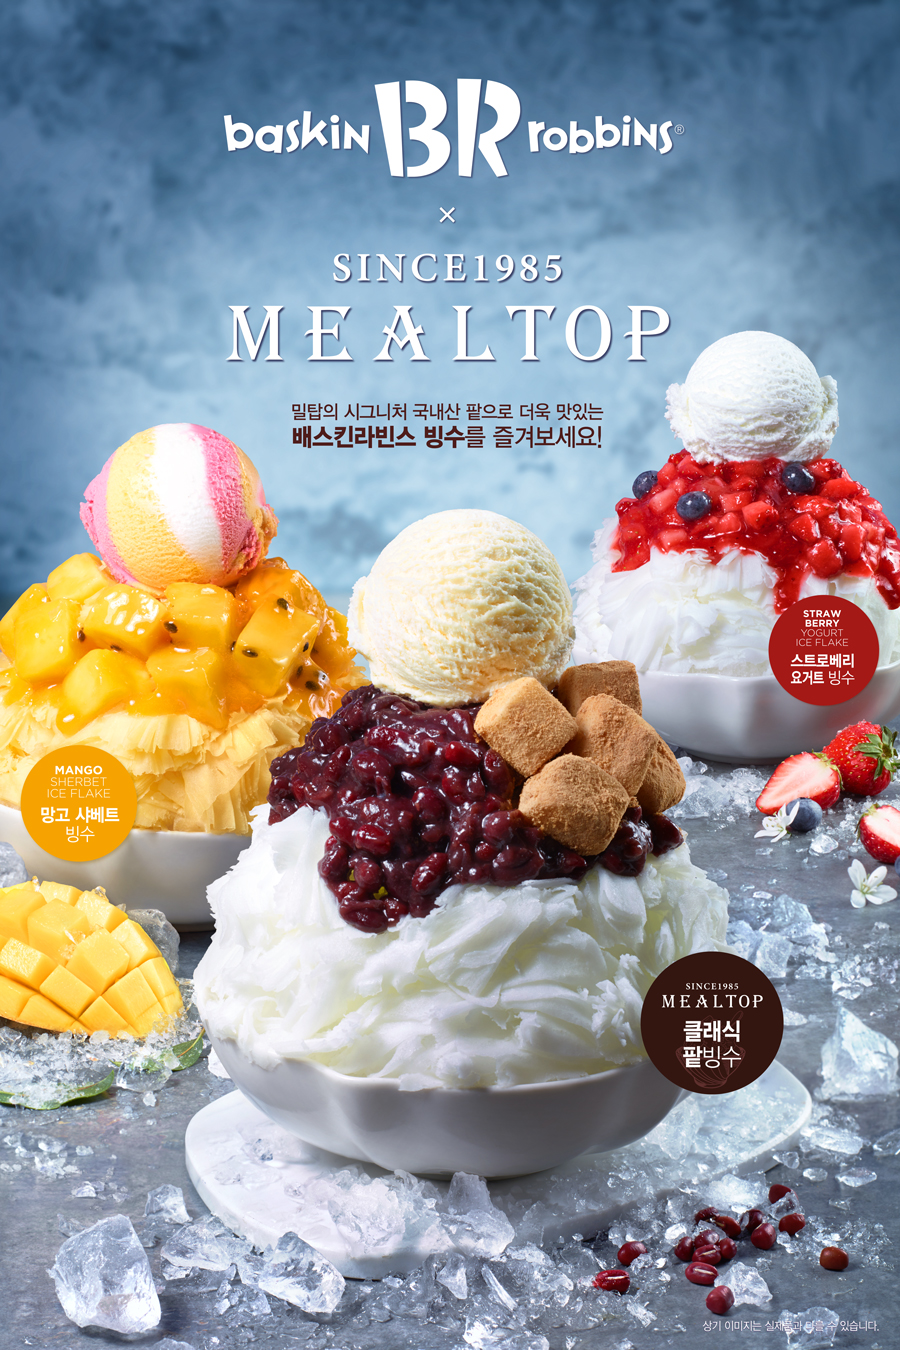 baskin BR robbins®
×
SINCE1985
MEALTOP
밀탑의 시그니처 국내산 팥으로 더욱 맛있는
배스킨라빈스 빙수를 즐겨보세요!
STRAW
BERRY
YOGURT
ICE FLAKE
스트로베리
요거트 빙수
MANGO
SHERBET
ICE FLAKE
망고 샤베트
빙수
SINCE1985
MEALTOP
클래식
팥빙수
상기 이미지는 실제품과 다를 수 있습니다.